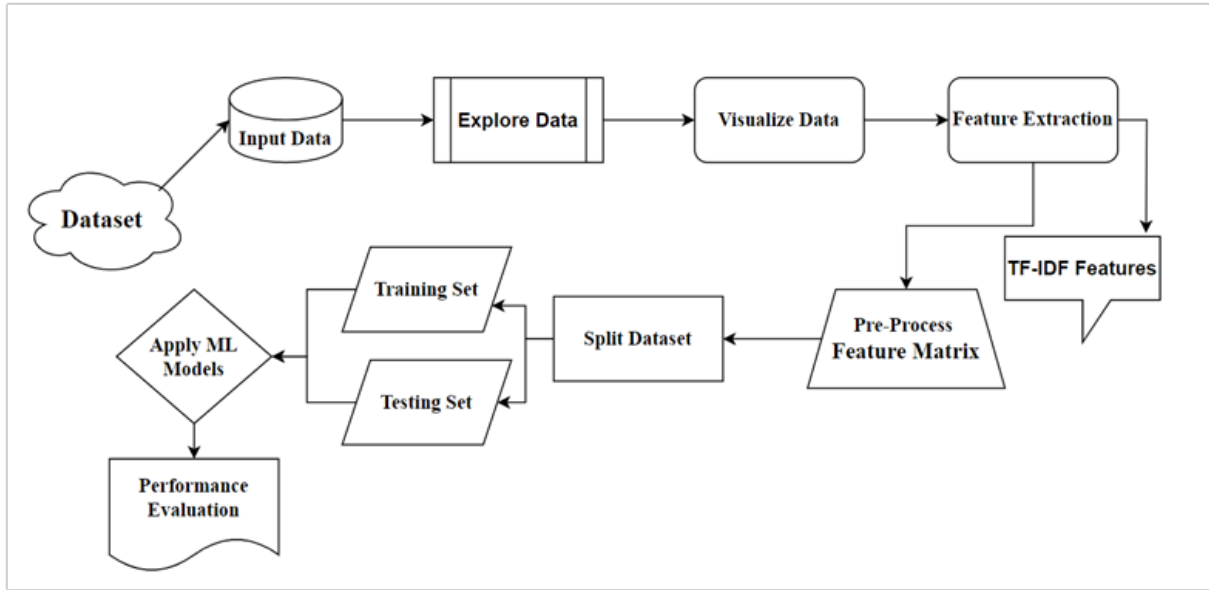 Dataset
Input Data
Explore Data
Visualize Data
Feature Extraction
TF-IDF Features
Pre-Process
Feature Matrix
Split Dataset
Training Set
Testing Set
Apply ML
Models
Performance
Evaluation